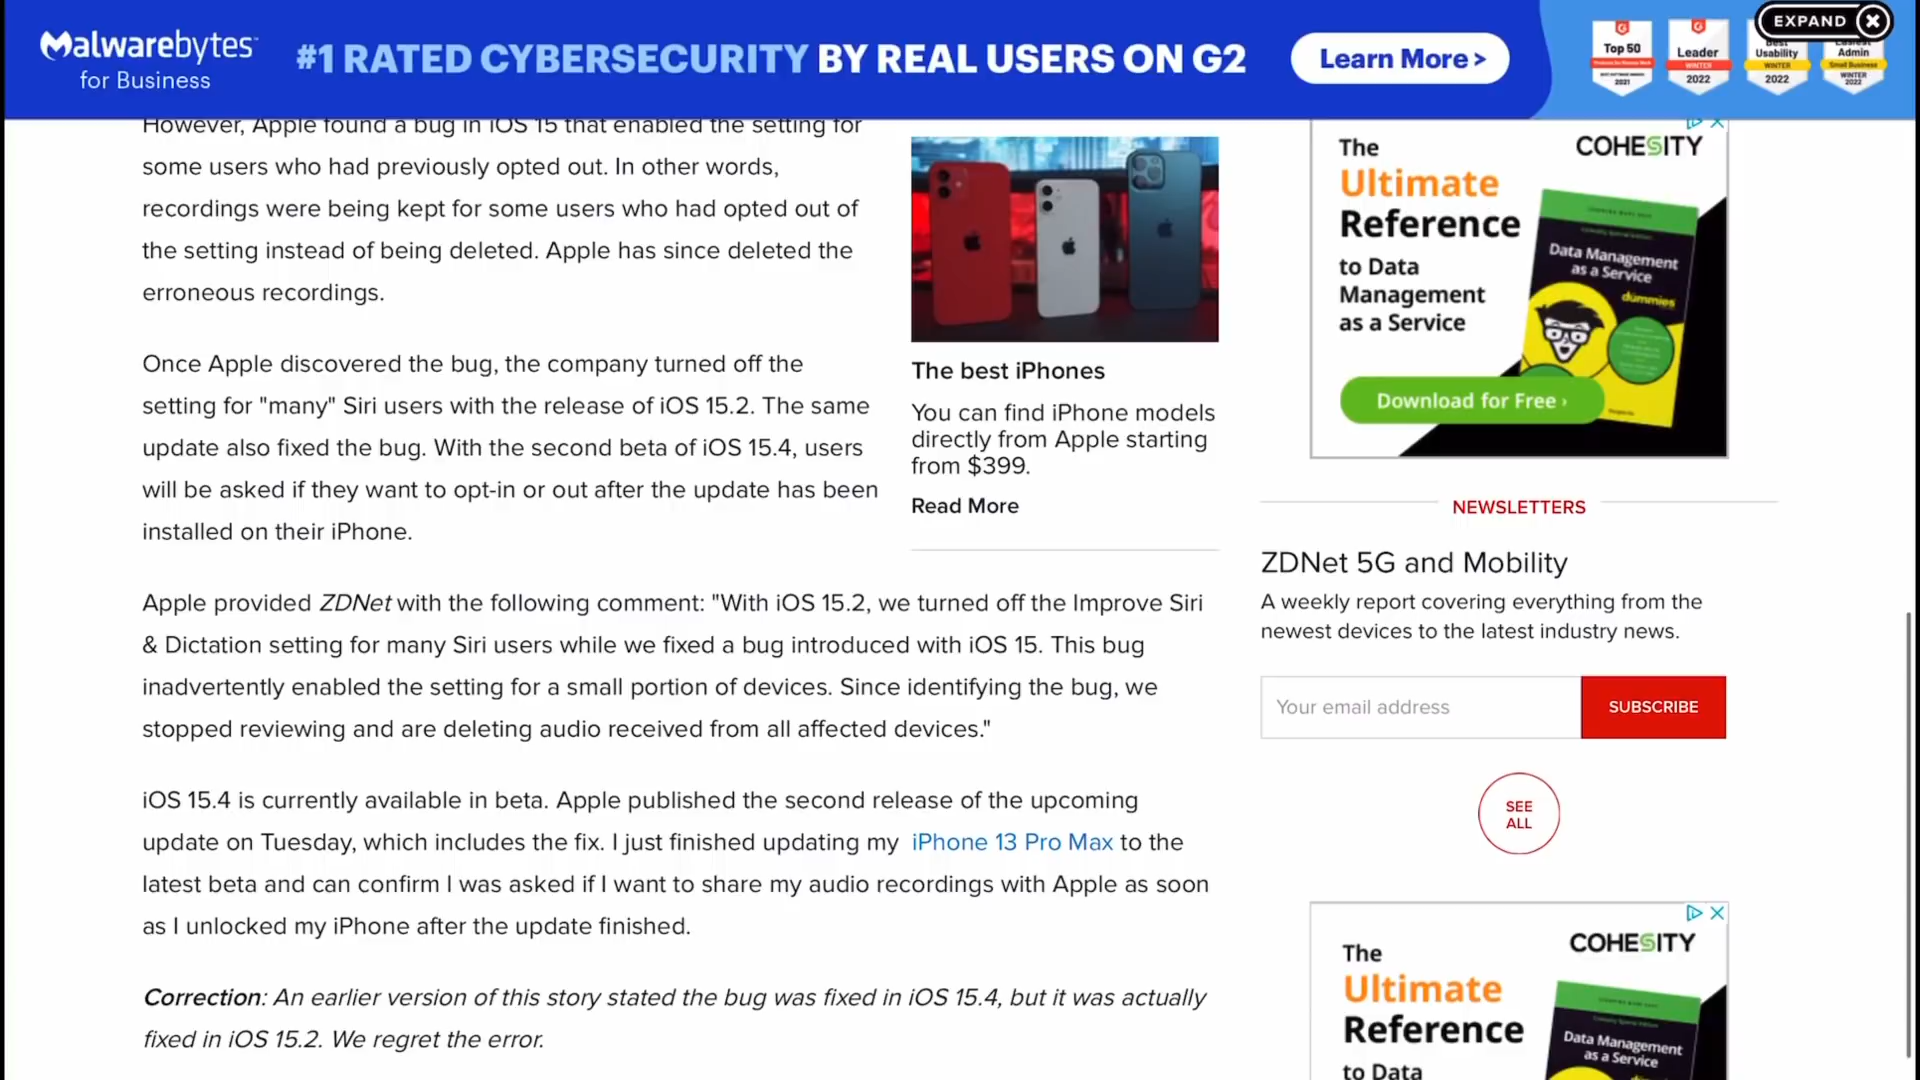 Malwarebytes
for Business
#1 RATED CYBERSECURITY BY REAL USERS ON G2
Learn More >
Top 50
2021
Leader
WINTER
2022
Best
Usability
WINTER
2022
Easiest
Admin
Small Business
WINTER
2022
EXPAND
However, Apple found a bug in iOS 15 that enabled the setting for
some users who had previously opted out. In other words,
recordings were being kept for some users who had opted out of
the setting instead of being deleted. Apple has since deleted the
erroneous recordings.
Once Apple discovered the bug, the company turned off the
setting for "many" Siri users with the release of iOS 15.2. The same
update also fixed the bug. With the second beta of iOS 15.4, users
will be asked if they want to opt-in or out after the update has been
installed on their iPhone.
The best iPhones
You can find iPhone models
directly from Apple starting
from $399.
Read More
Apple provided ZDNet with the following comment: "With iOS 15.2, we turned off the Improve Siri
& Dictation setting for many Siri users while we fixed a bug introduced with iOS 15. This bug
inadvertently enabled the setting for a small portion of devices. Since identifying the bug, we
stopped reviewing and are deleting audio received from all affected devices."
iOS 15.4 is currently available in beta. Apple published the second release of the upcoming
update on Tuesday, which includes the fix. I just finished updating my iPhone 13 Pro Max to the
latest beta and can confirm I was asked if I want to share my audio recordings with Apple as soon
as I unlocked my iPhone after the update finished.
Correction: An earlier version of this story stated the bug was fixed in iOS 15.4, but it was actually
fixed in iOS 15.2. We regret the error.
COHESITY
The
Ultimate
Reference
to Data
Management
as a Service
Data Management
as a Service
dummies
Download for Free ›
NEWSLETTERS
ZDNet 5G and Mobility
A weekly report covering everything from the
newest devices to the latest industry news.
Your email address
SUBSCRIBE
SEE
ALL
COHESITY
The
Ultimate
Reference
to Data
Data Management
as a Service